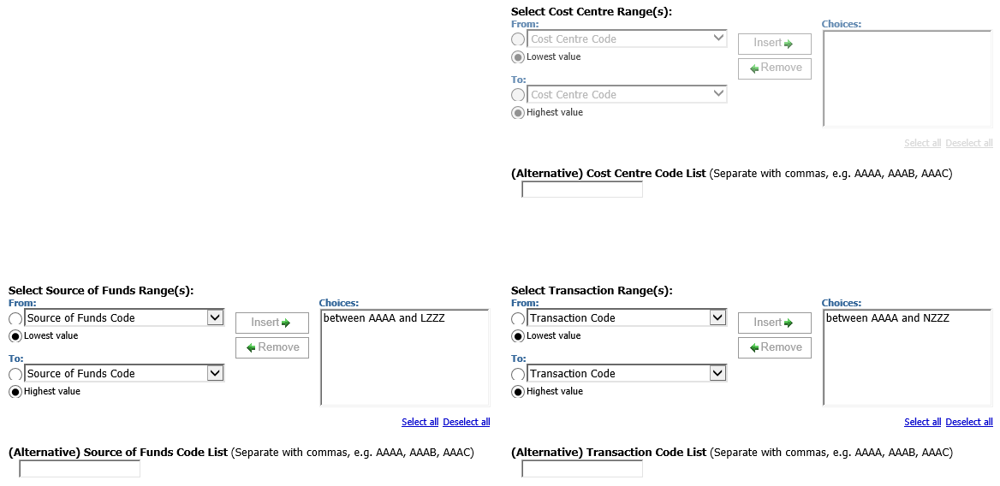 Select Cost Centre Range(s):
From:
Cost Centre Code
Lowest value
To:
Cost Centre Code
Highest value
Insert
Remove
Choices:
Select all Deselect all
(Alternative) Cost Centre Code List (Separate with commas, e.g. AAAA, AAAB, AAAC)
Select Source of Funds Range(s):
From:
Source of Funds Code
Lowest value
To:
Source of Funds Code
Highest value
Insert
Remove
Choices:
between AAAA and LZZZ
Select all Deselect all
(Alternative) Source of Funds Code List (Separate with commas, e.g. AAAA, AAAB, AAAC)
Select Transaction Range(s):
From:
Transaction Code
Lowest value
To:
Transaction Code
Highest value
Insert
Remove
Choices:
between AAAA and NZZZ
Select all Deselect all
(Alternative) Transaction Code List (Separate with commas, e.g. AAAA, AAAB, AAAC)